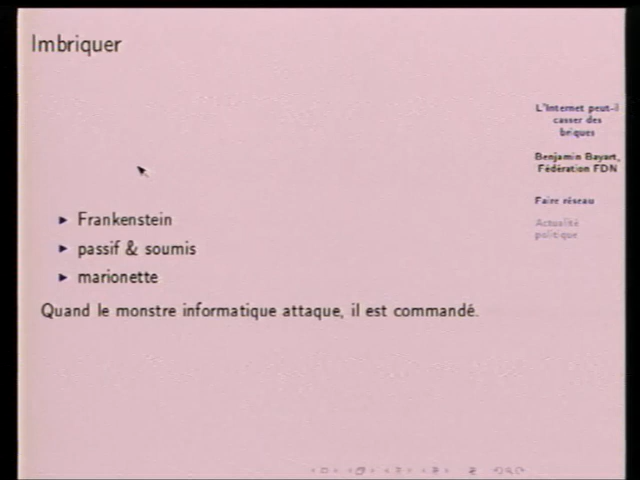 Imbriquer
L'Internet peut-il
casser des
briques
Benjamin Bayart,
Fédération FDN
Faire réseau
Actualité
politique
Frankenstein
passif & soumis
marionette
Quand le monstre informatique attaque, il est commandé.